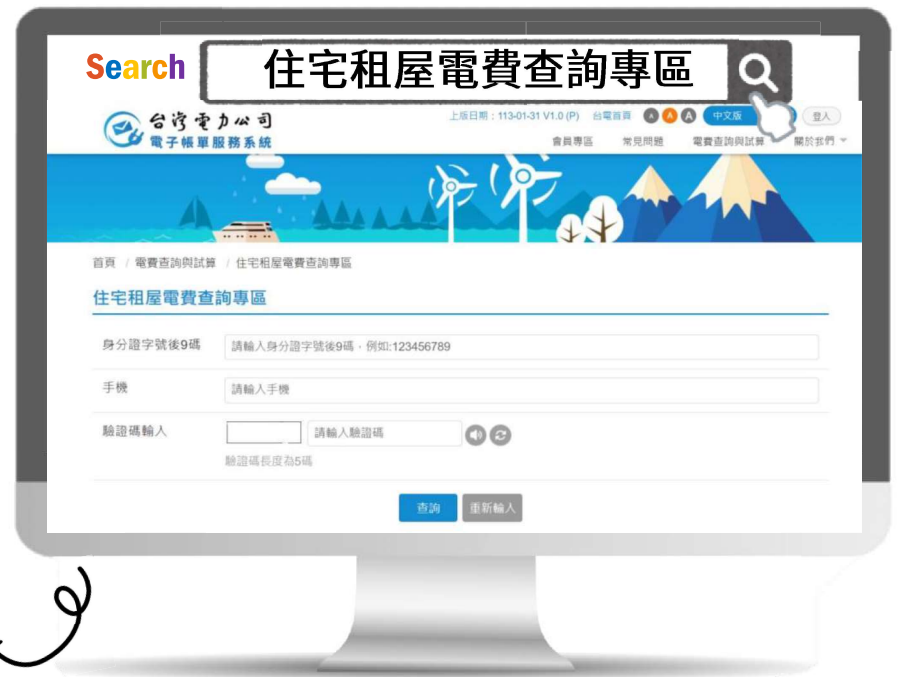 Search 住宅租屋電費查詢專區
台灣電力公司
電子帳單服務系統
上版日期：113-01-31 V1.0 (P) 台電首頁 A A A 中文版 登入
會員專區 常見問題 電費查詢與試算 關於我們
首頁 / 電費查詢與試算 / 住宅租屋電費查詢專區
住宅租屋電費查詢專區
身分證字號後9碼 請輸入身分證字號後9碼，例如:123456789
手機 請輸入手機
驗證碼輸入 請輸入驗證碼
驗證碼長度為5碼
查詢 重新輸入